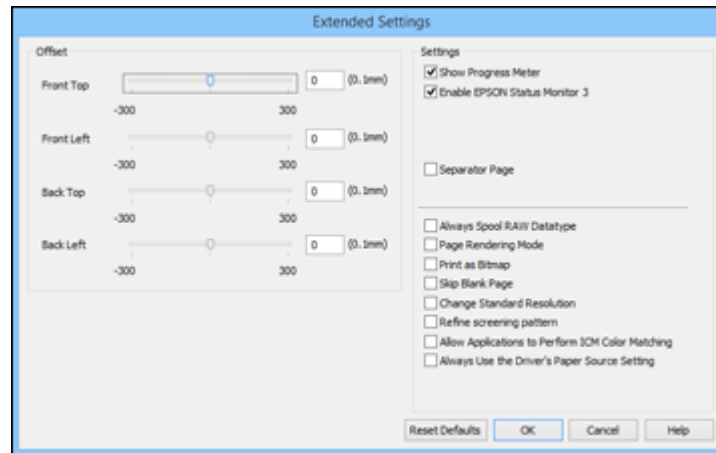 Extended Settings
Offset
Front Top
0 (0.1mm)
-300 300
Front Left
0 (0.1mm)
-300 300
Back Top
0 (0.1mm)
-300 300
Back Left
0 (0.1mm)
-300 300
Settings
Show Progress Meter
Enable EPSON Status Monitor 3
Separator Page
Always Spool RAW Datatype
Page Rendering Mode
Print as Bitmap
Skip Blank Page
Change Standard Resolution
Refine screening pattern
Allow Applications to Perform ICM Color Matching
Always Use the Driver's Paper Source Setting
Reset Defaults OK Cancel Help